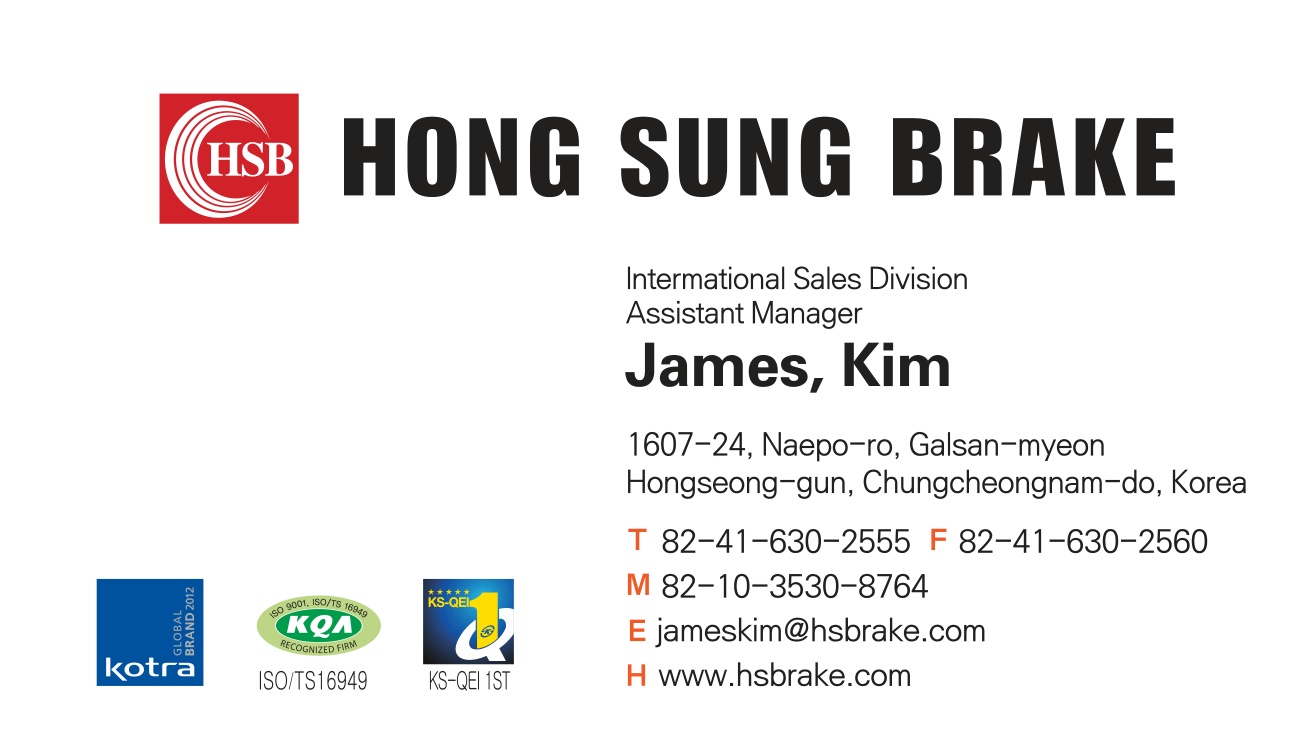 HSB HONG SUNG BRAKE
International Sales Division
Assistant Manager
James, Kim
1607-24, Naepo-ro, Galsan-myeon
Hongseong-gun, Chungcheongnam-do, Korea
T 82-41-630-2555 F 82-41-630-2560
M 82-10-3530-8764
E jameskim@hsbrake.com
H www.hsbrake.com
GLOBAL
BRAND 2012
kotra
ISO 9001, ISO/TS 16949
KQA
RECOGNIZED FIRM
ISO/TS16949
KS-QEI
1
Q
KS-QEI 1ST